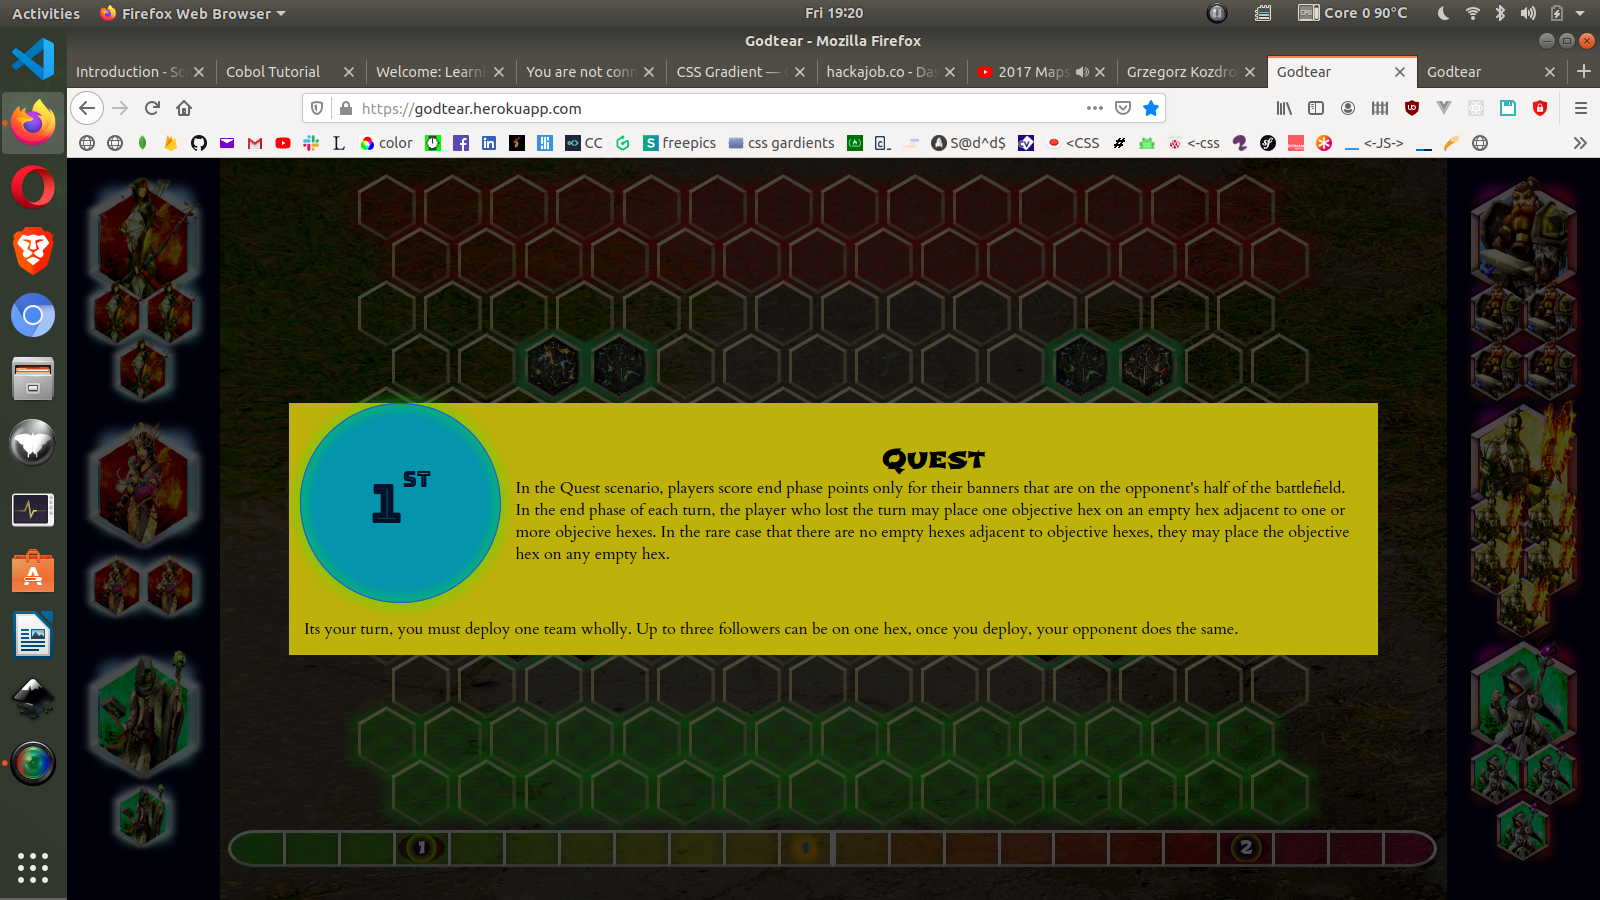 Activities Firefox Web Browser Fri 19:20 Core 0 90°C
Godtear - Mozilla Firefox
Introduction - Sc Cobol Tutorial Welcome: Learni You are not conn CSS Gradient — hackajob.co - Das 2017 Maps Grzegorz Kozdro Godtear Godtear
https://godtear.herokuapp.com
color CC freepics css gardients S@d^d$ <CSS <-css <-JS->
1ST
Quest
In the Quest scenario, players score end phase points only for their banners that are on the opponent's half of the battlefield.
In the end phase of each turn, the player who lost the turn may place one objective hex on an empty hex adjacent to one or
more objecive hexes. In the rare case that there are no empty hexes adjacent to objective hexes, they may place the objective
hex on any empty hex.
Its your turn, you must deploy one team wholly. Up to three followers can be on one hex, once you deploy, your opponent does the same.
1 1 2